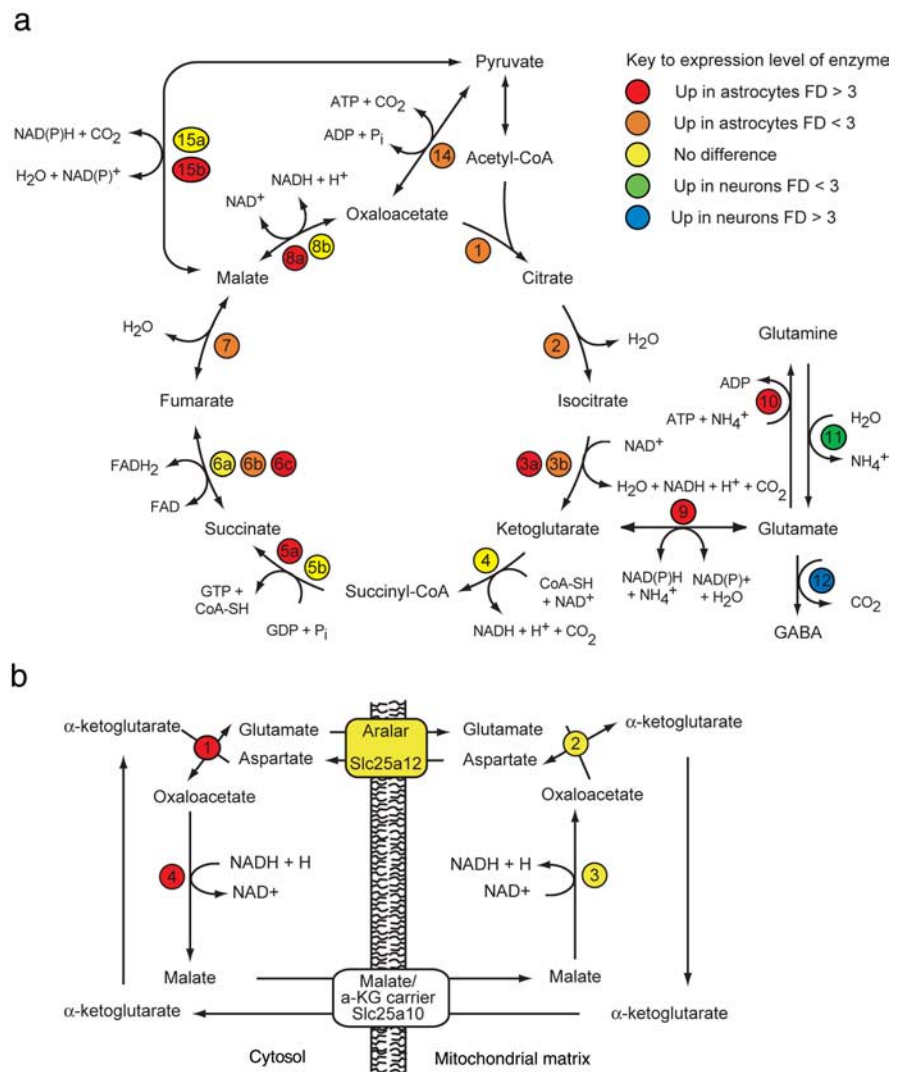 a
Key to expression level of enzyme
Up in astrocytes FD > 3
Up in astrocytes FD < 3
No difference
Up in neurons FD < 3
Up in neurons FD > 3
Pyruvate
ATP + CO2
ADP + Pi
14
Acetyl-CoA
NAD(P)H + CO2
15a
H2O + NAD(P)+
15b
NADH + H+
NAD+
Oxaloacetate
8a
8b
1
Malate
Citrate
H2O
7
2
H2O
Fumarate
Isocitrate
Glutamine
ADP
10
ATP + NH4+
H2O
11
NH4+
FADH2
6a
6b
6c
FAD
3a
3b
NAD+
H2O + NADH + H+ + CO2
Succinate
Ketoglutarate
9
Glutamate
5a
5b
4
GTP +
CoA-SH
Succinyl-CoA
CoA-SH
+ NAD+
NAD(P)H
+ NH4+
NAD(P)+
+ H2O
12
CO2
GDP + Pi
NADH + H+ + CO2
GABA
b
α-ketoglutarate
1
Glutamate
Aspartate
Aralar
Slc25a12
Glutamate
Aspartate
2
α-ketoglutarate
Oxaloacetate
Oxaloacetate
4
NADH + H
NAD+
NADH + H
NAD+
3
Malate
Malate/
a-KG carrier
Slc25a10
Malate
α-ketoglutarate
α-ketoglutarate
Cytosol
Mitochondrial matrix